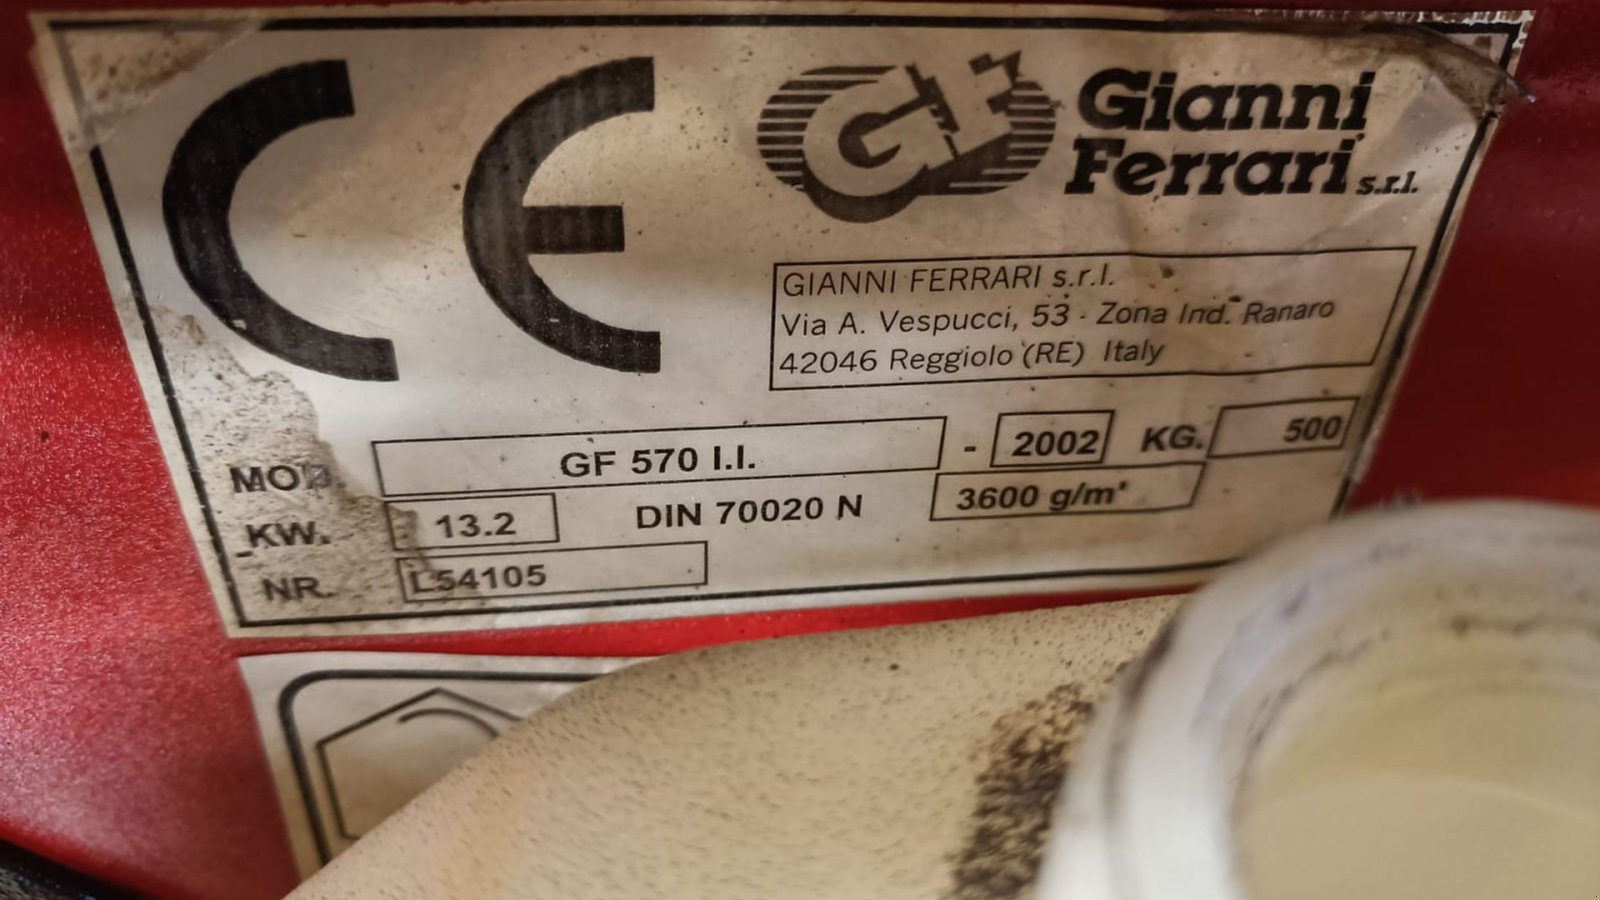 CE
GF Gianni
Ferrari s.r.l.
GIANNI FERRARI s.r.l.
Via A. Vespucci, 53 - Zona Ind. Ranaro
42046 Reggiolo (RE) Italy
MOD. GF 570 I.I. - 2002 KG. 500
KW. 13.2 DIN 70020 N 3600 g/m'
NR. L54105